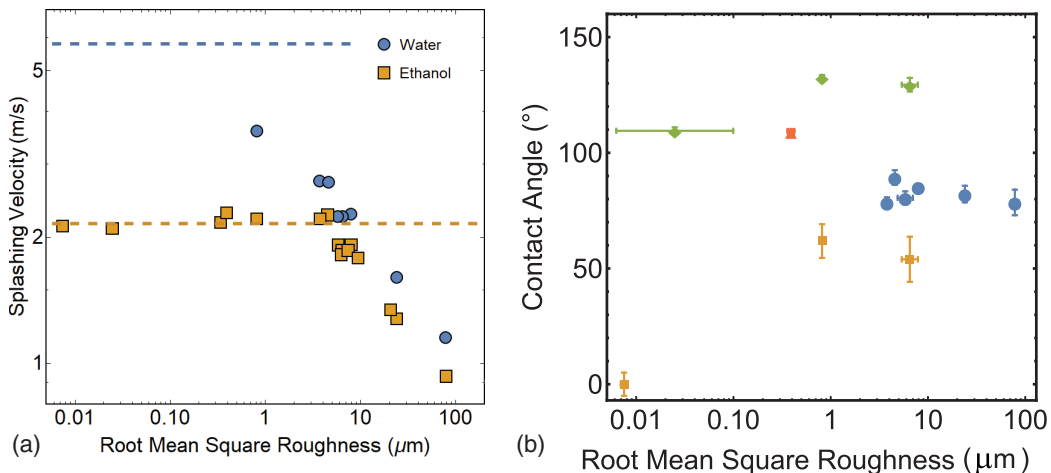 Water
Ethanol
5
2
1
Splashing Velocity (m/s)
0.01 0.10 1 10 100
Root Mean Square Roughness (μm)
(a)
150
100
50
0
Contact Angle (°)
0.01 0.10 1 10 100
Root Mean Square Roughness (μm)
(b)